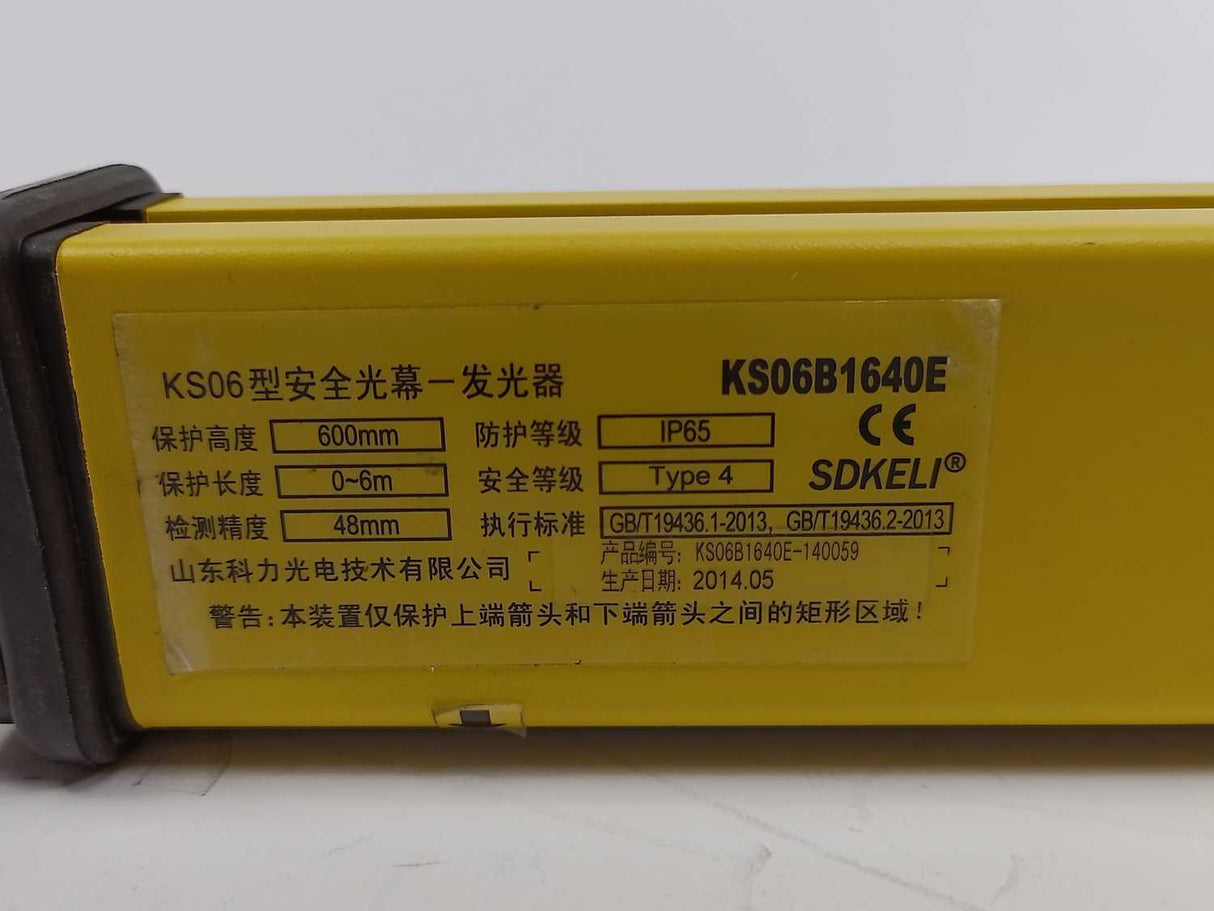 KS06型安全光幕－发光器 KS06B1640E
保护高度 600mm 防护等级 IP65 CE
保护长度 0~6m 安全等级 Type 4 SDKELI®
检测精度 48mm 执行标准 GB/T19436.1-2013, GB/T19436.2-2013
产品编号: KS06B1640E-140059
山东科力光电技术有限公司 生产日期: 2014.05
警告:本装置仅保护上端箭头和下端箭头之间的矩形区域!